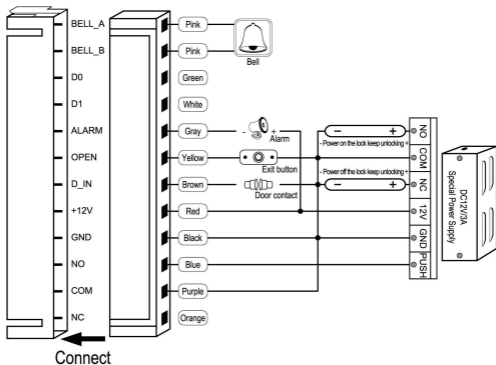 BELL_A Pink
BELL_B Pink
Bell
D0 Green
D1 White
ALARM Gray - + Alarm
- + NO
- Power on the lock keep unlocking +
OPEN Yellow COM
Exit button
- Power off the lock keep unlocking +
D_IN Brown - + NC
Door contact
+12V Red 12V
GND Black GND
NO Blue PUSH
COM Purple
NC Orange
DC12V/3A
Special Power Supply
Connect